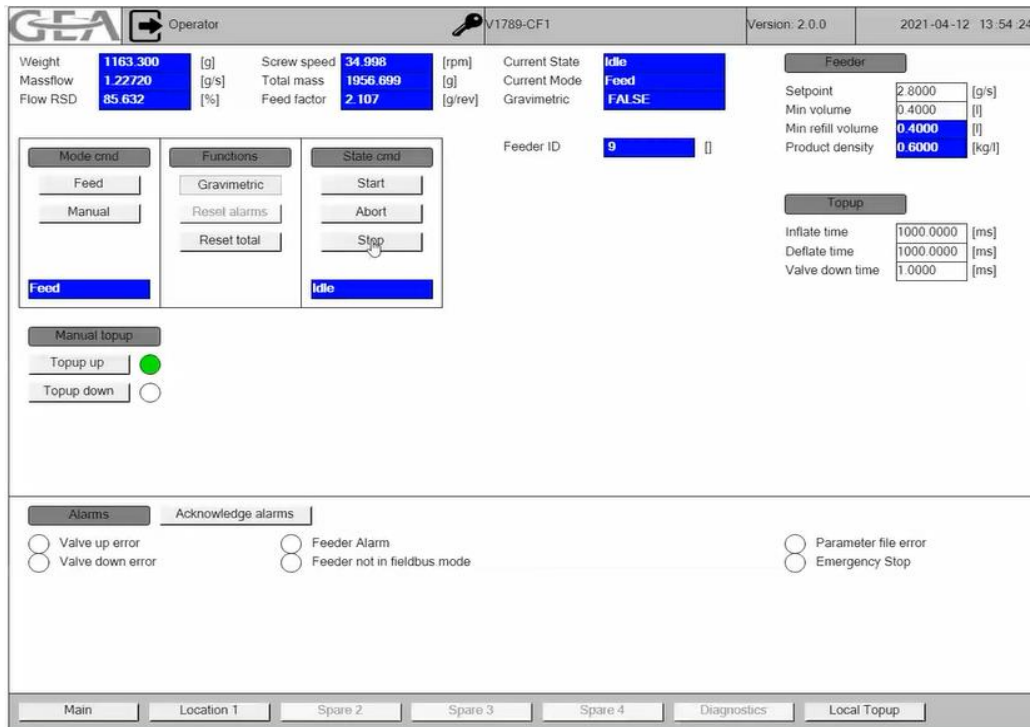 GEA Operator V1789-CF1 Version: 2.0.0 2021-04-12 13:54:24
Weight 1163.300 [g] Screw speed 34.998 [rpm] Current State Idle Feeder
Massflow 1.22720 [g/s] Total mass 1956.699 [g] Current Mode Feed
Flow RSD 85.632 [%] Feed factor 2.107 [g/rev] Gravimetric FALSE
Setpoint 2.8000 [g/s]
Min volume 0.4000 [l]
Min refill volume 0.4000 [l]
Feeder ID 9 [] Product density 0.6000 [kg/l]
Mode cmd Functions State cmd
Feed Gravimetric Start
Manual Reset alarms Abort
Reset total Stop
Feed Idle
Topup
Inflate time 1000.0000 [ms]
Deflate time 1000.0000 [ms]
Valve down time 1.0000 [ms]
Manual topup
Topup up
Topup down
Alarms Acknowledge alarms
Valve up error Feeder Alarm Parameter file error
Valve down error Feeder not in fieldbus mode Emergency Stop
Main Location 1 Spare 2 Spare 3 Spare 4 Diagnostics Local Topup